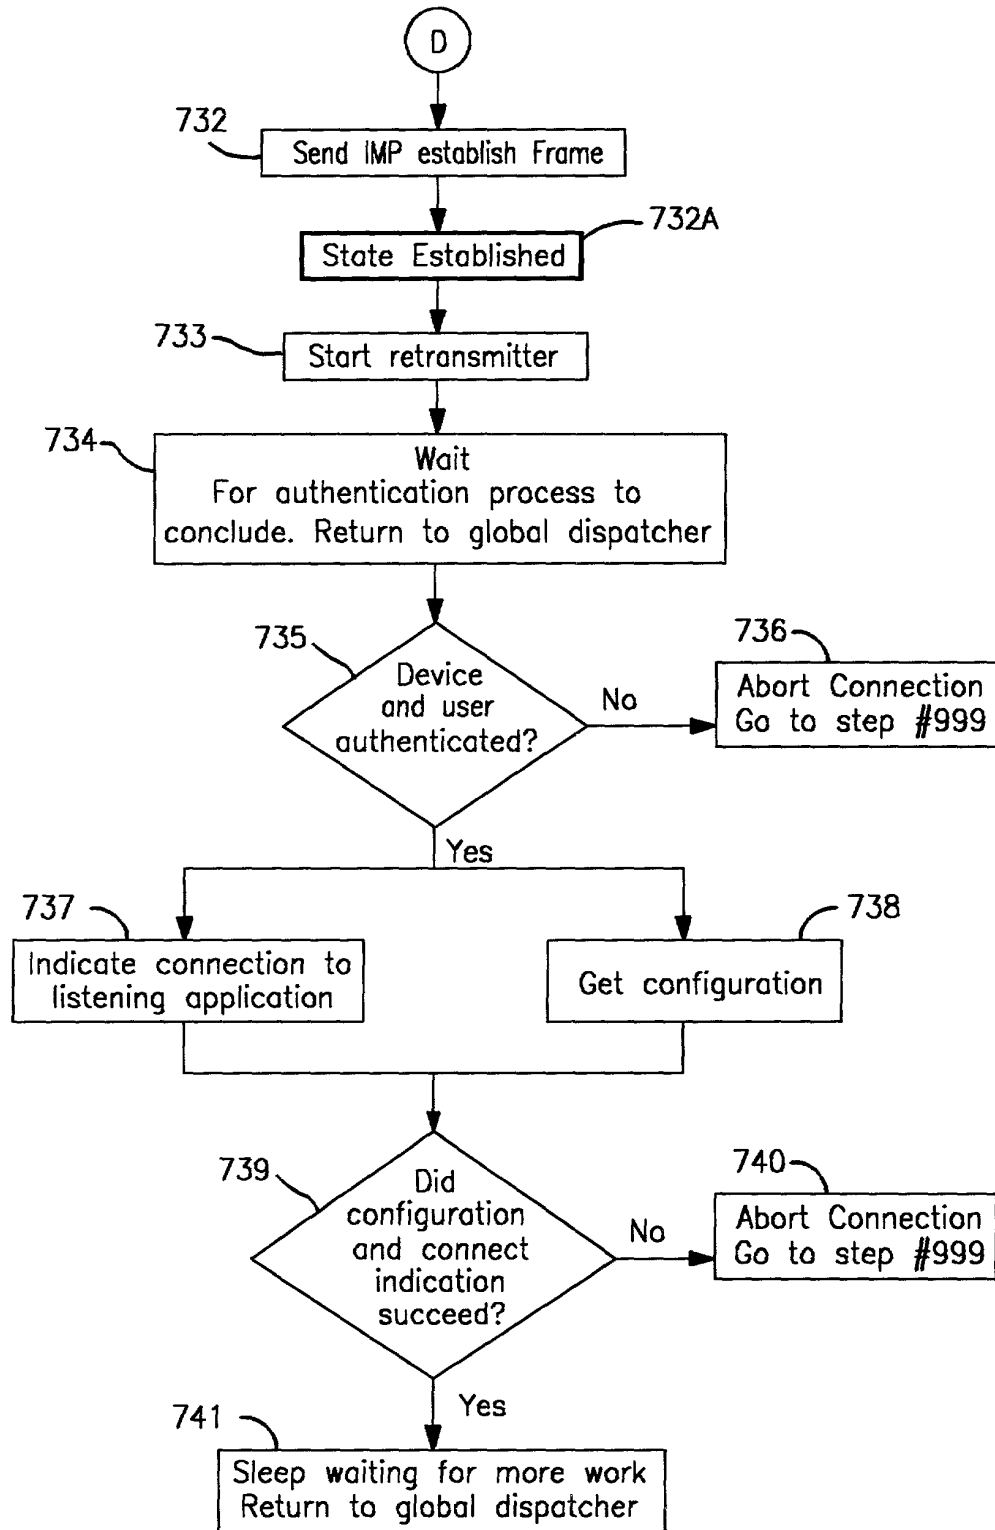 D
732
Send IMP establish Frame
732A
State Established
733
Start retransmitter
734
Wait
For authentication process to
conclude. Return to global dispatcher
735
Device
and user
authenticated?
No
736
Abort Connection
Go to step #999
Yes
737
Indicate connection to
listening application
738
Get configuration
739
Did
configuration
and connect
indication
succeed?
No
740
Abort Connection
Go to step #999
Yes
741
Sleep waiting for more work
Return to global dispatcher